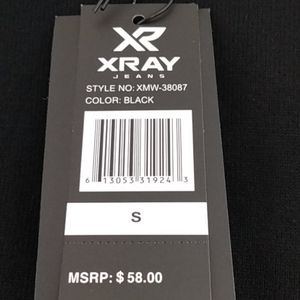 XR
XRAY
JEANS
STYLE NO: XMW-38087
COLOR: BLACK
6 13053 31924 3
S
MSRP: $ 58.00